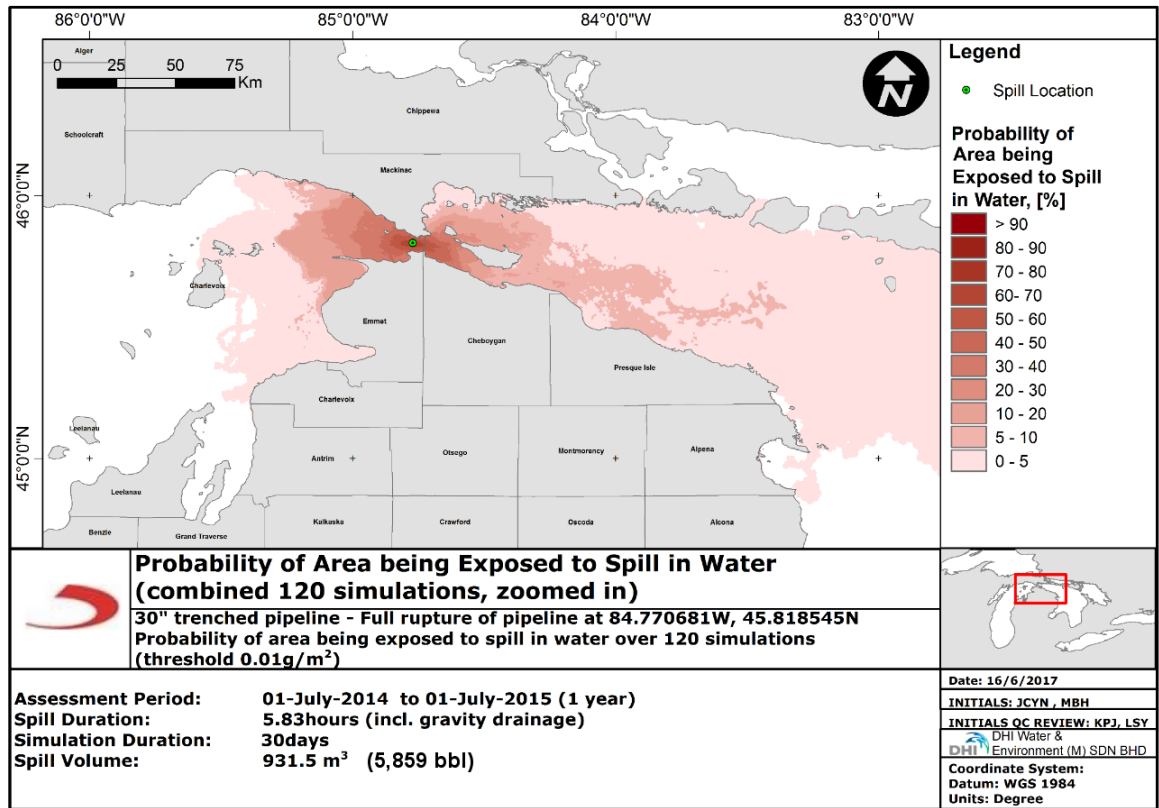 86°0'0"W 85°0'0"W 84°0'0"W 83°0'0"W
Alger
0 25 50 75
Km
N
Chippewa
Schoolcraft
Mackinac
46°0'0"N
Charlevoix
Emmet
Cheboygan
Presque Isle
Charlevoix
Leelanau
45°0'0"N
Antrim
Otsego
Montmorency
Alpena
Leelanau
Benzie
Grand Traverse
Kalkaska
Crawford
Oscoda
Alcona
Legend
Spill Location
Probability of
Area being
Exposed to Spill
in Water, [%]
> 90
80 - 90
70 - 80
60- 70
50 - 60
40 - 50
30 - 40
20 - 30
10 - 20
5 - 10
0 - 5
Probability of Area being Exposed to Spill in Water
(combined 120 simulations, zoomed in)
30" trenched pipeline - Full rupture of pipeline at 84.770681W, 45.818545N
Probability of area being exposed to spill in water over 120 simulations
(threshold 0.01g/m²)
Assessment Period: 01-July-2014 to 01-July-2015 (1 year)
Spill Duration: 5.83hours (incl. gravity drainage)
Simulation Duration: 30days
Spill Volume: 931.5 m³ (5,859 bbl)
Date: 16/6/2017
INITIALS: JCYN , MBH
INITIALS QC REVIEW: KPJ, LSY
DHI
DHI Water &
Environment (M) SDN BHD
Coordinate System:
Datum: WGS 1984
Units: Degree